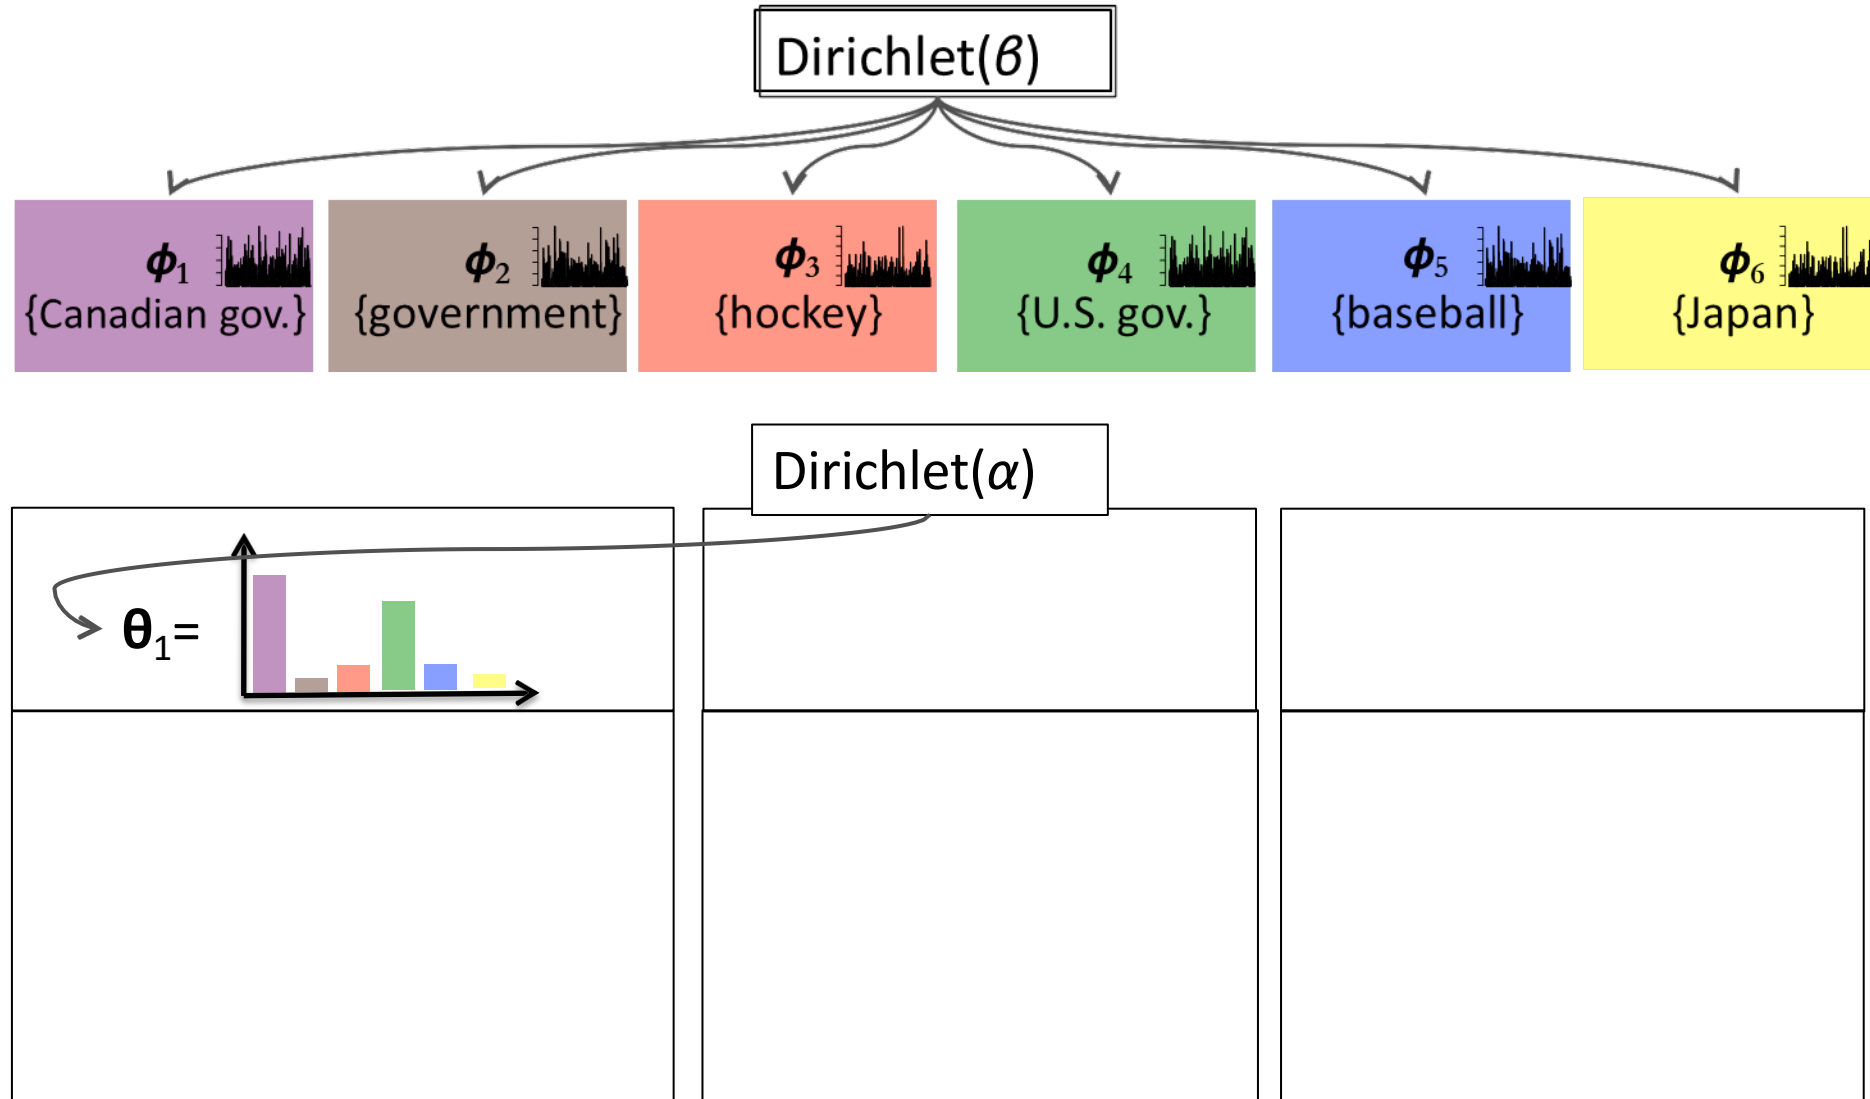 Dirichlet(β)
ϕ1 ϕ2 ϕ3 ϕ4 ϕ5 ϕ6
{Canadian gov.} {government} {hockey} {U.S. gov.} {baseball} {Japan}
Dirichlet(α)
θ1=